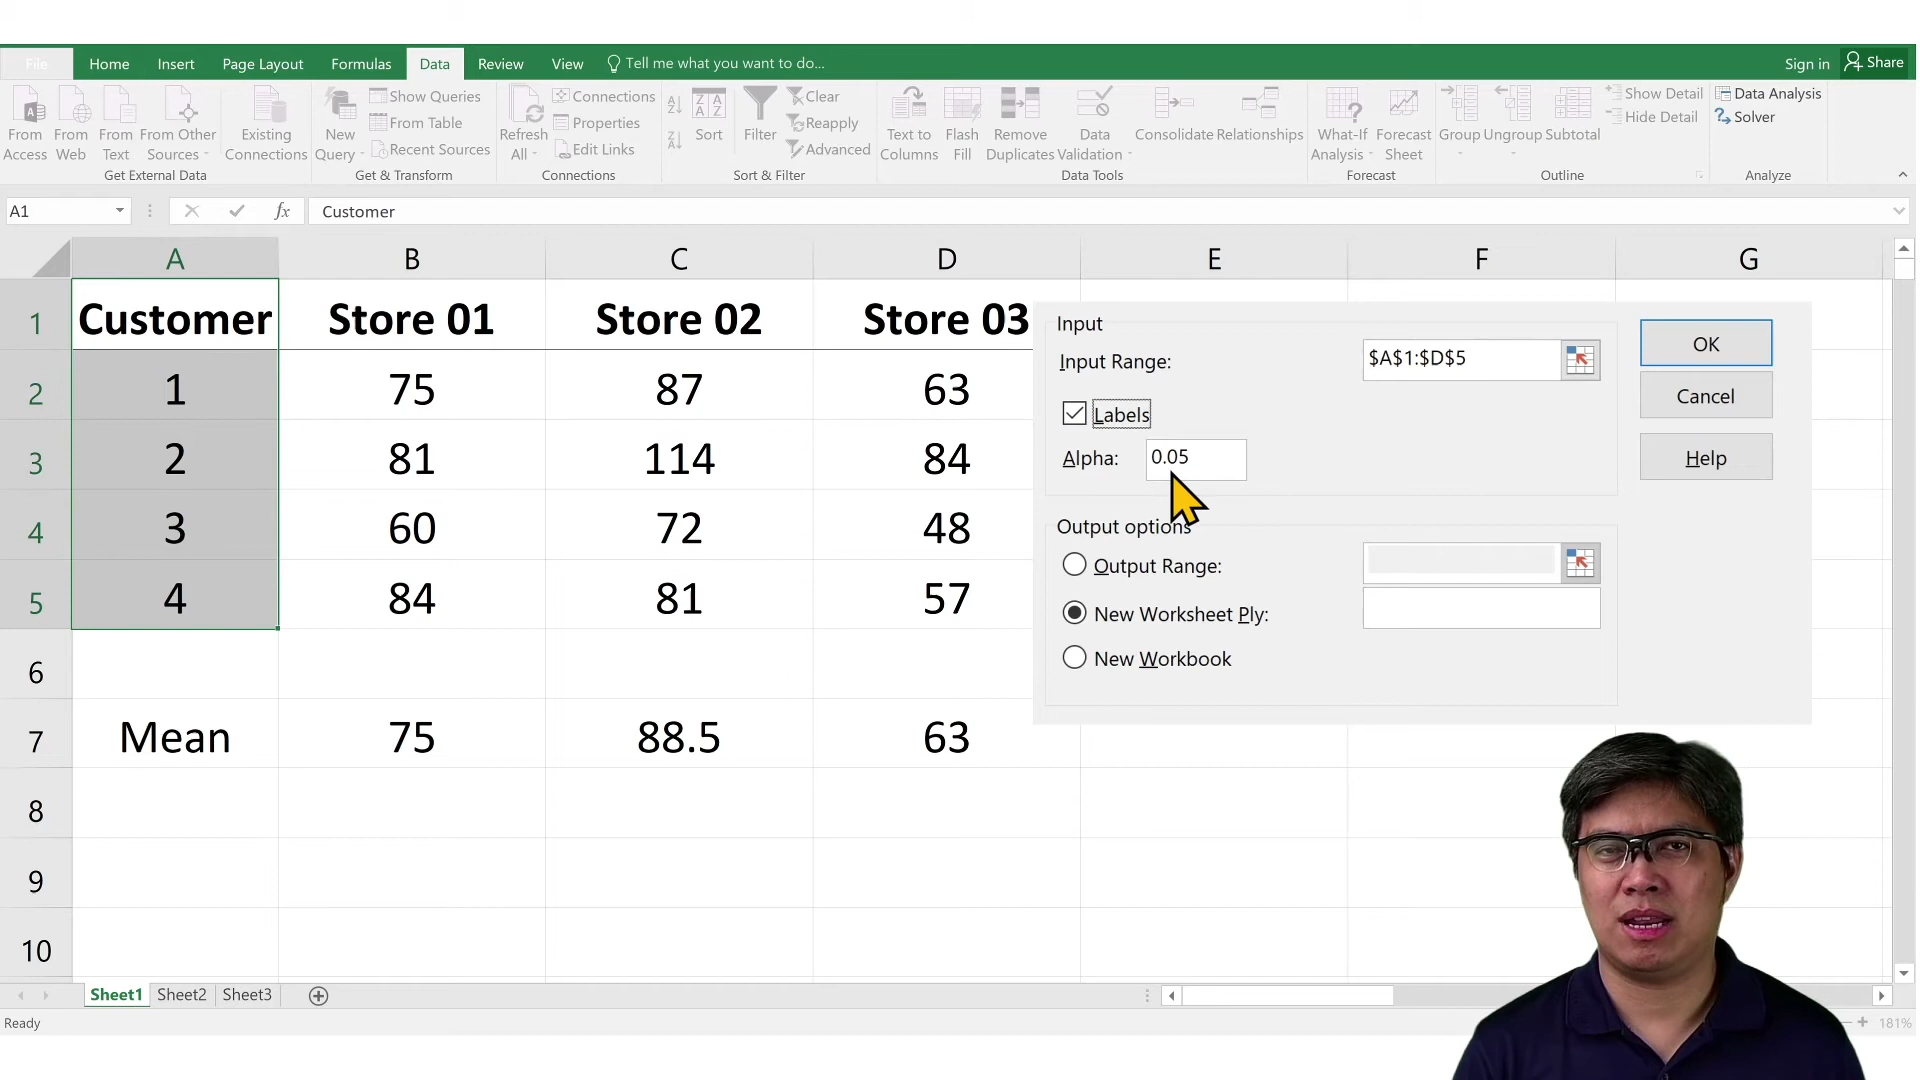 File Home Insert Page Layout Formulas Data Review View Tell me what you want to do... Sign in Share
From Access
From Web
From Text
From Other Sources
Existing Connections
Get External Data
New Query
Show Queries
From Table
Recent Sources
Get & Transform
Refresh All
Connections
Properties
Edit Links
Connections
Sort
Filter
Clear
Reapply
Advanced
Sort & Filter
Text to Columns
Flash Fill
Remove Duplicates
Data Validation
Consolidate
Relationships
Data Tools
What-If Analysis
Forecast Sheet
Forecast
Group
Ungroup
Subtotal
Show Detail
Hide Detail
Outline
Data Analysis
Solver
Analyze
A1 fx Customer
A B C D E F G
1 Customer Store 01 Store 02 Store 03
2 1 75 87 63
3 2 81 114 84
4 3 60 72 48
5 4 84 81 57
6
7 Mean 75 88.5 63
8
9
10
Input
Input Range: $A$1:$D$5
Labels
Alpha: 0.05
Output options
Output Range:
New Worksheet Ply:
New Workbook
OK
Cancel
Help
Sheet1 Sheet2 Sheet3
Ready 181%